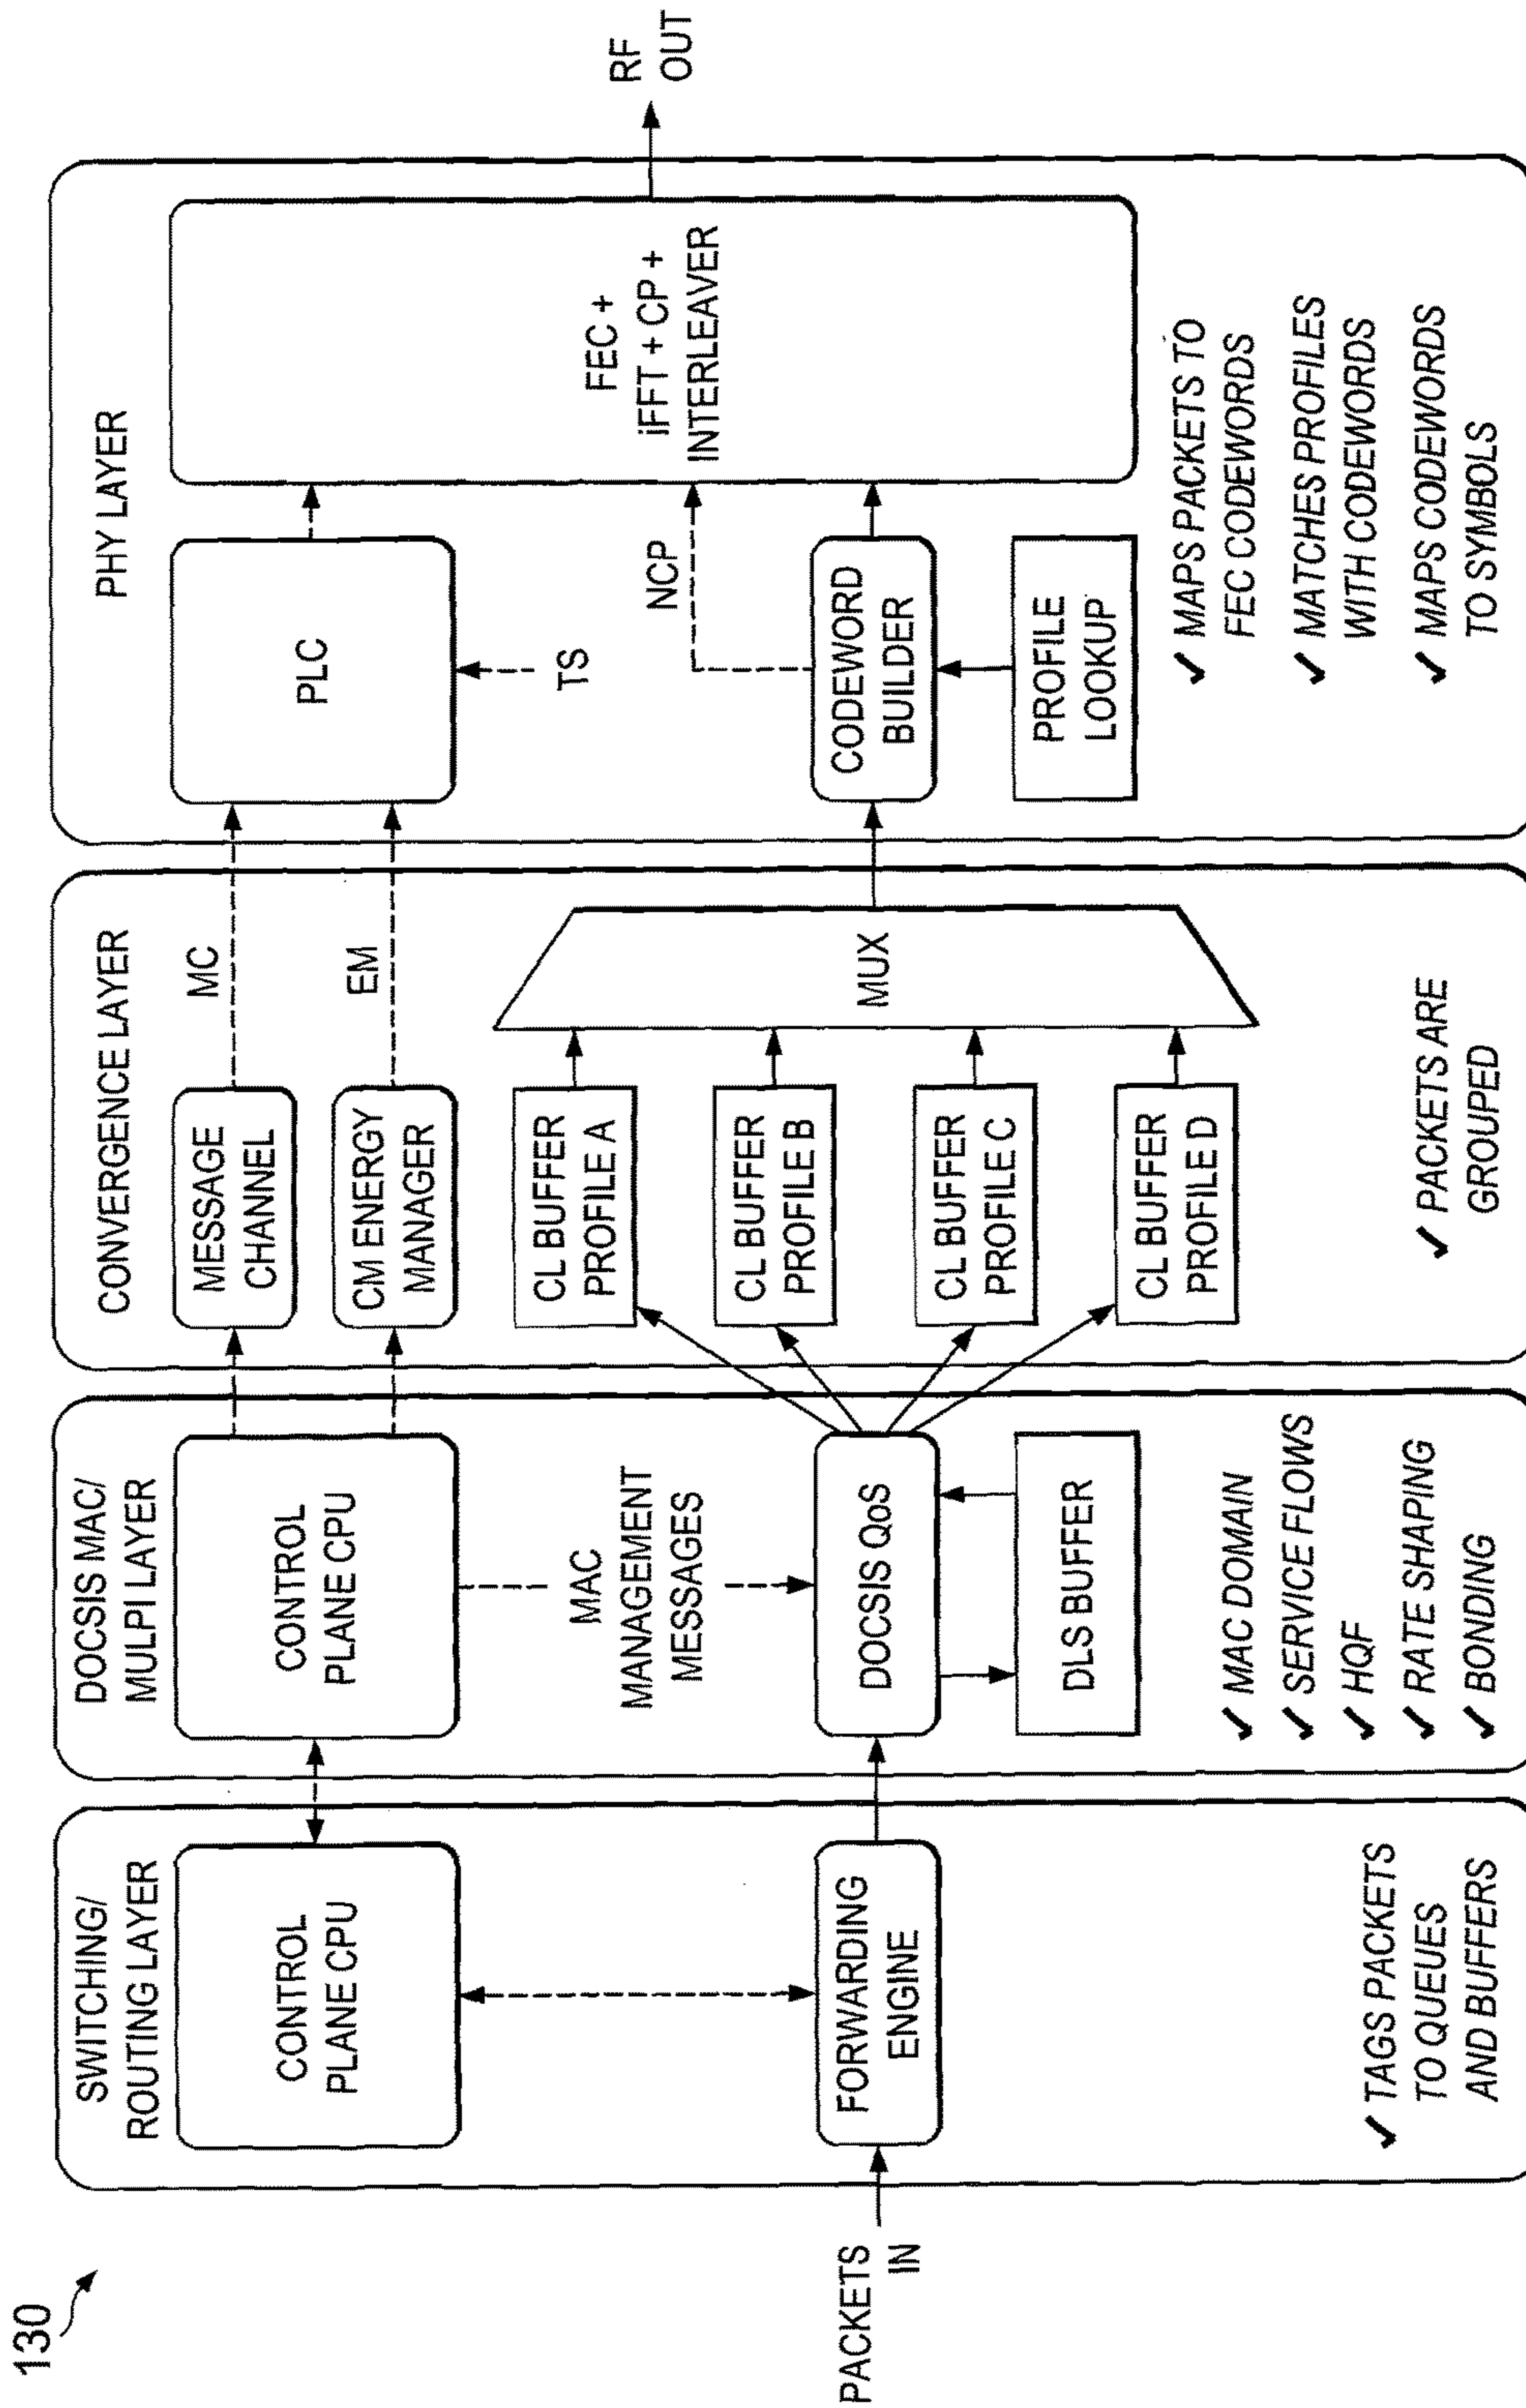 130
PACKETS
IN
SWITCHING/
ROUTING LAYER
CONTROL
PLANE CPU
FORWARDING
ENGINE
✓ TAGS PACKETS
TO QUEUES
AND BUFFERS
DOCSIS MAC/
MULPI LAYER
CONTROL
PLANE CPU
MAC
MANAGEMENT
MESSAGES
DOCSIS QoS
DLS BUFFER
✓ MAC DOMAIN
✓ SERVICE FLOWS
✓ HQF
✓ RATE SHAPING
✓ BONDING
CONVERGENCE LAYER
MESSAGE
CHANNEL
MC
CM ENERGY
MANAGER
EM
CL BUFFER
PROFILE A
CL BUFFER
PROFILE B
CL BUFFER
PROFILE C
CL BUFFER
PROFILE D
MUX
✓ PACKETS ARE
GROUPED
PHY LAYER
PLC
TS
NCP
CODEWORD
BUILDER
PROFILE
LOOKUP
FEC +
iFFT + CP +
INTERLEAVER
✓ MAPS PACKETS TO
FEC CODEWORDS
✓ MATCHES PROFILES
WITH CODEWORDS
✓ MAPS CODEWORDS
TO SYMBOLS
RF
OUT